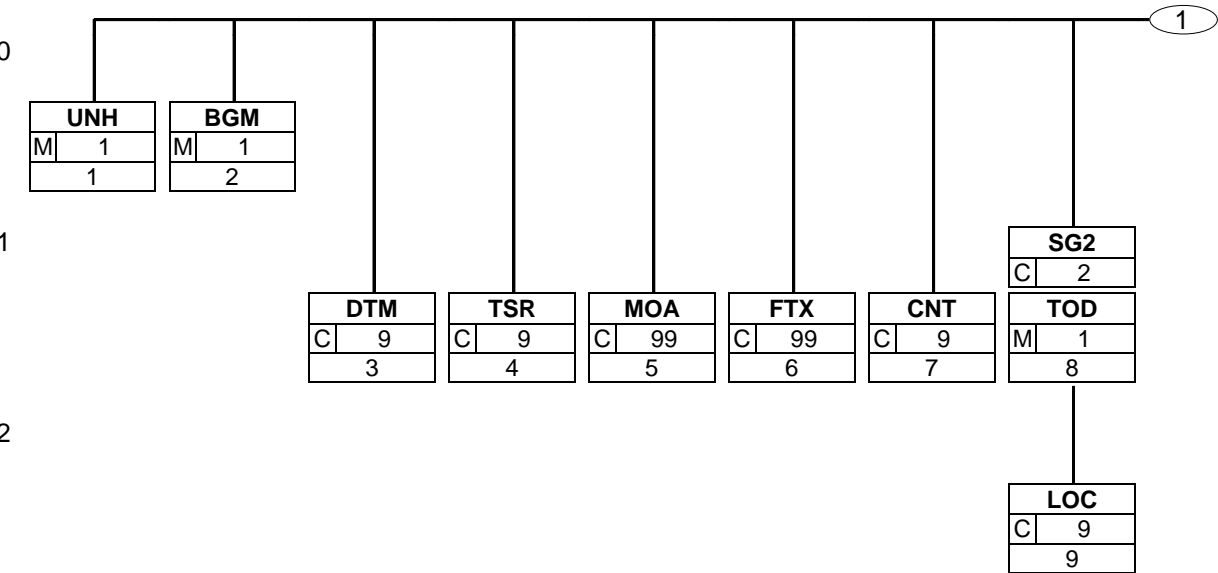 1
0
UNH BGM
M 1 M 1
1 2
1
SG2
C 2
DTM TSR MOA FTX CNT TOD
C 9 C 9 C 99 C 99 C 9 M 1
3 4 5 6 7 8
2
LOC
C 9
9